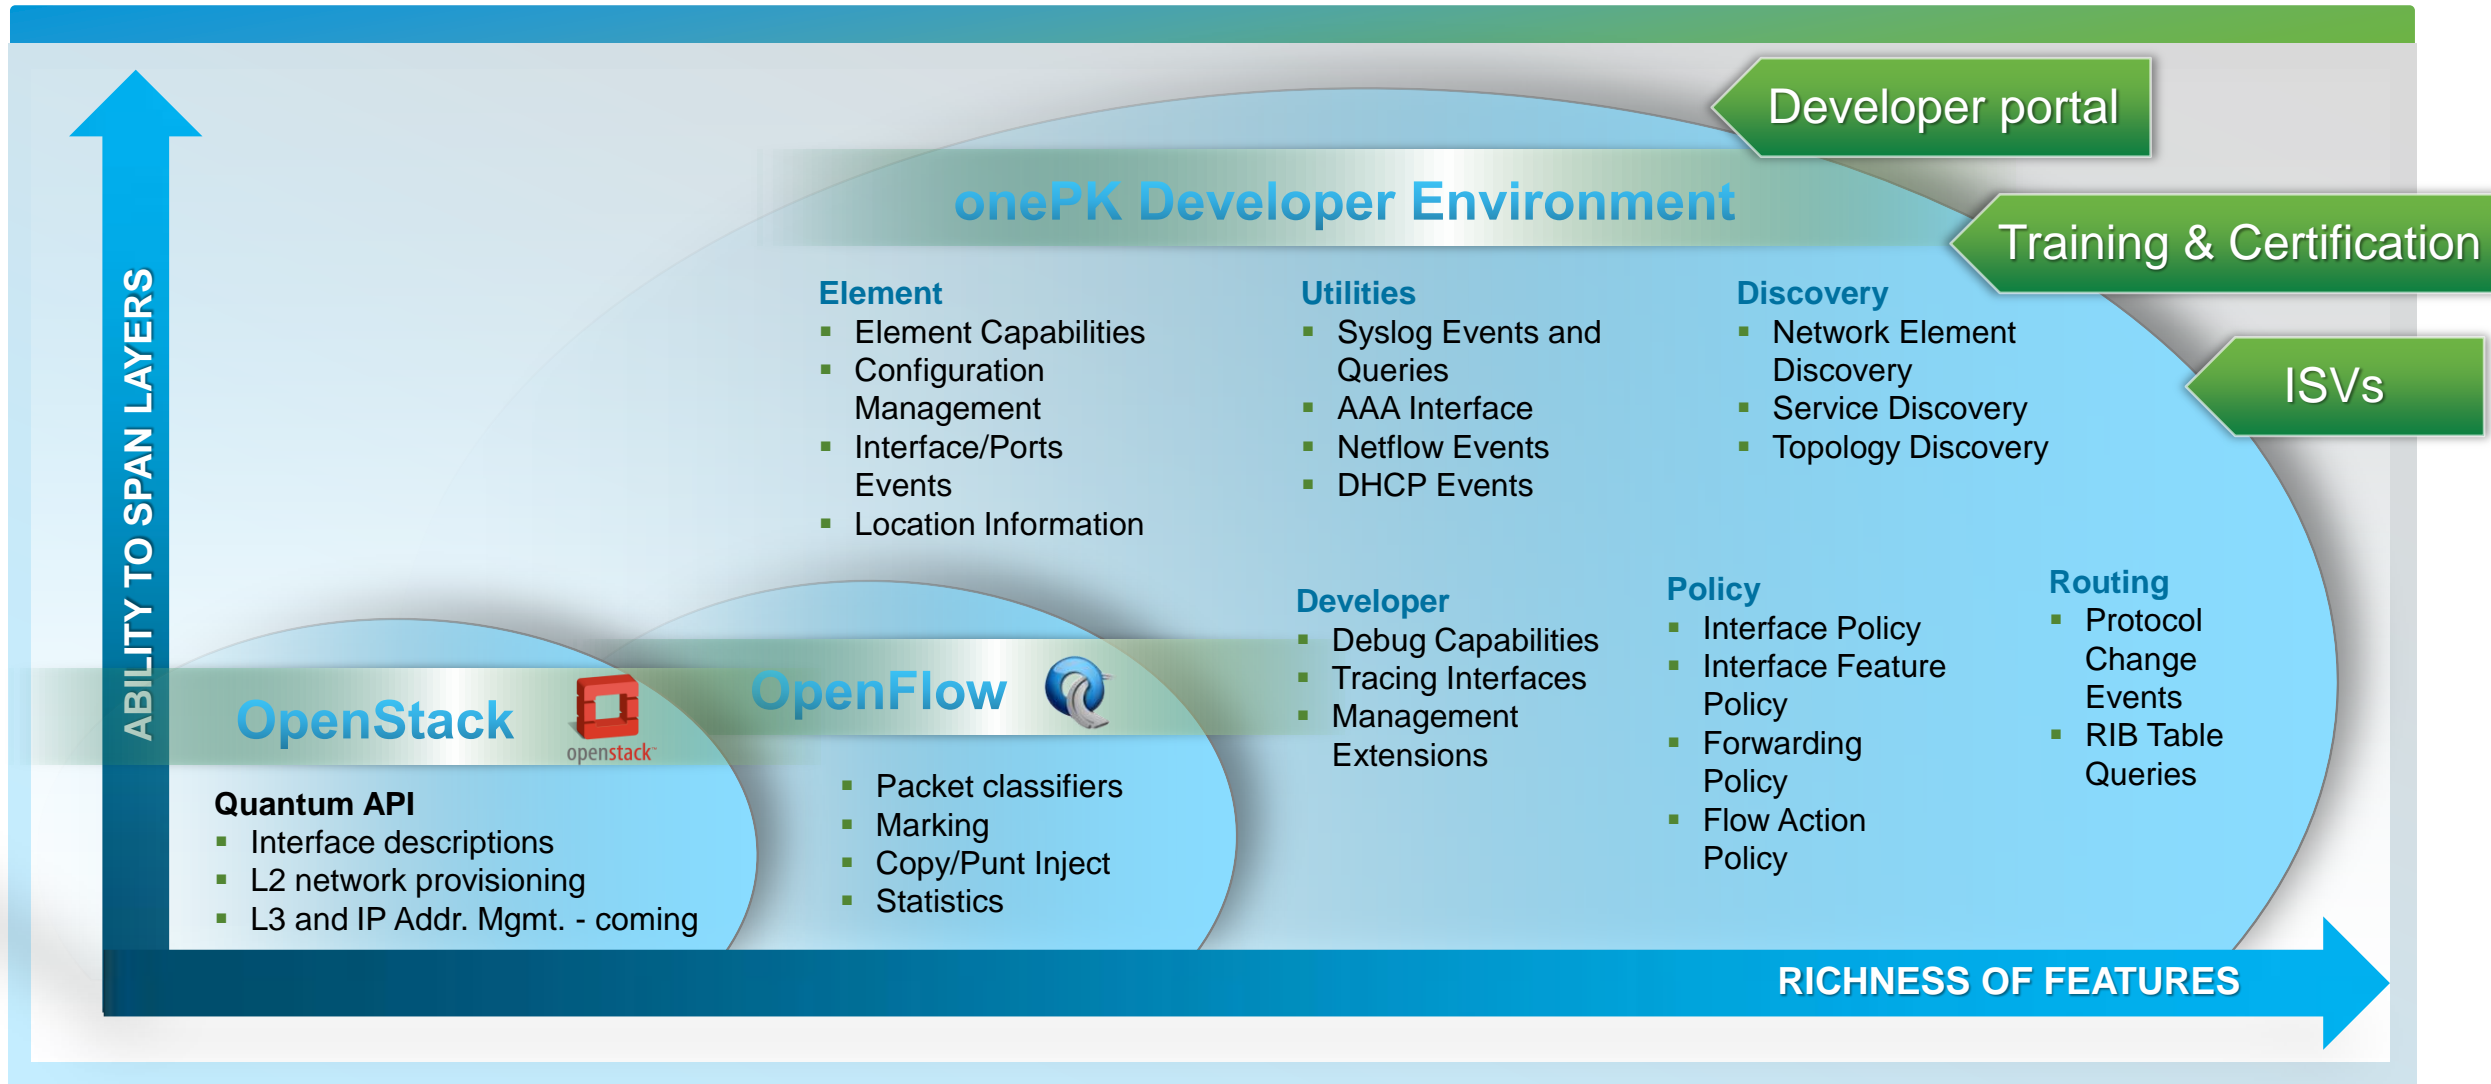 Developer portal
onePK Developer Environment
Training & Certification
ISVs
ABILITY TO SPAN LAYERS
Element
Element Capabilities
Configuration
Management
Interface/Ports
Events
Location Information
Utilities
Syslog Events and
Queries
AAA Interface
Netflow Events
DHCP Events
Discovery
Network Element
Discovery
Service Discovery
Topology Discovery
OpenStack
openstack™
Quantum API
Interface descriptions
L2 network provisioning
L3 and IP Addr. Mgmt. - coming
OpenFlow
Packet classifiers
Marking
Copy/Punt Inject
Statistics
Developer
Debug Capabilities
Tracing Interfaces
Management
Extensions
Policy
Interface Policy
Interface Feature
Policy
Forwarding
Policy
Flow Action
Policy
Routing
Protocol
Change
Events
RIB Table
Queries
RICHNESS OF FEATURES